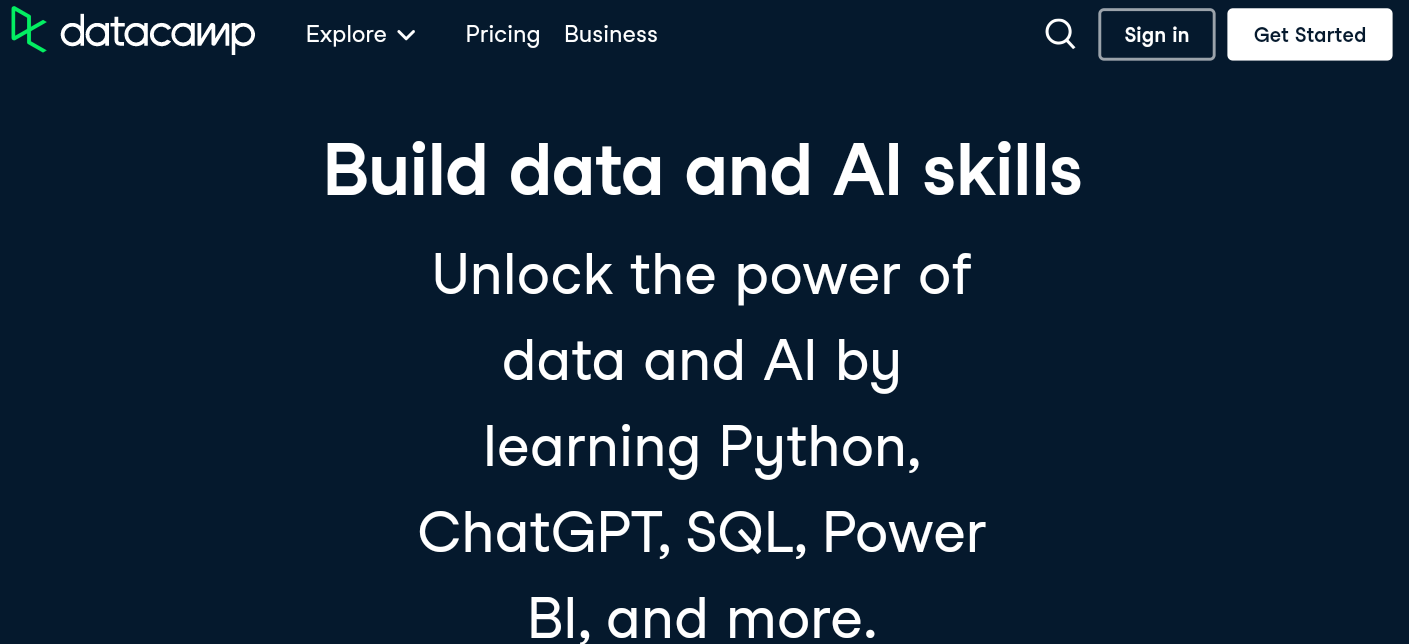 datacamp Explore Pricing Business Sign in Get Started
Build data and AI skills
Unlock the power of
data and AI by
learning Python,
ChatGPT, SQL, Power
BI, and more.